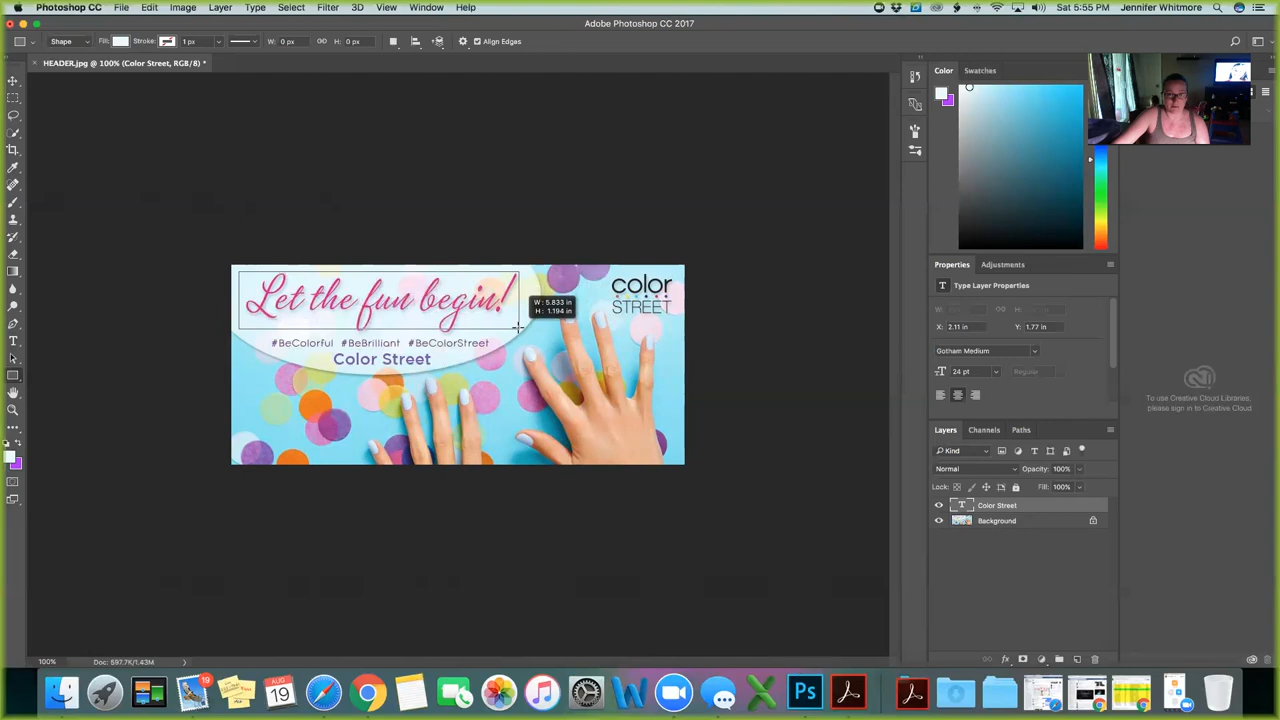 Photoshop CC File Edit Image Layer Type Select Filter 3D View Window Help Sat 5:55 PM Jennifer Whitmore
Adobe Photoshop CC 2017
Shape Fill: Stroke: 1 px W: 0 px H: 0 px Align Edges
HEADER.jpg @ 100% (Color Street, RGB/8) *
Color Swatches
Let the fun begin!
color
STREET
W: 5.833 in
H: 1.194 in
#BeColorful #BeBrilliant #BeColorStreet
Color Street
Properties Adjustments
T Type Layer Properties
W: H:
X: 2.11 in Y: 1.77 in
Gotham Medium
24 pt Regular
To use Creative Cloud Libraries,
please sign in to Creative Cloud
Layers Channels Paths
Kind
Normal Opacity: 100%
Lock: Fill: 100%
T Color Street
Background
fx
100% Doc: 597.7K/1.43M
19
AUG
19
W
X
Ps